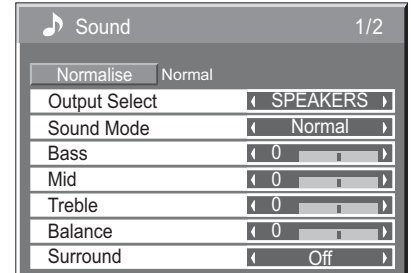 Sound 1/2
Normalise Normal
Output Select SPEAKERS
Sound Mode Normal
Bass 0
Mid 0
Treble 0
Balance 0
Surround Off